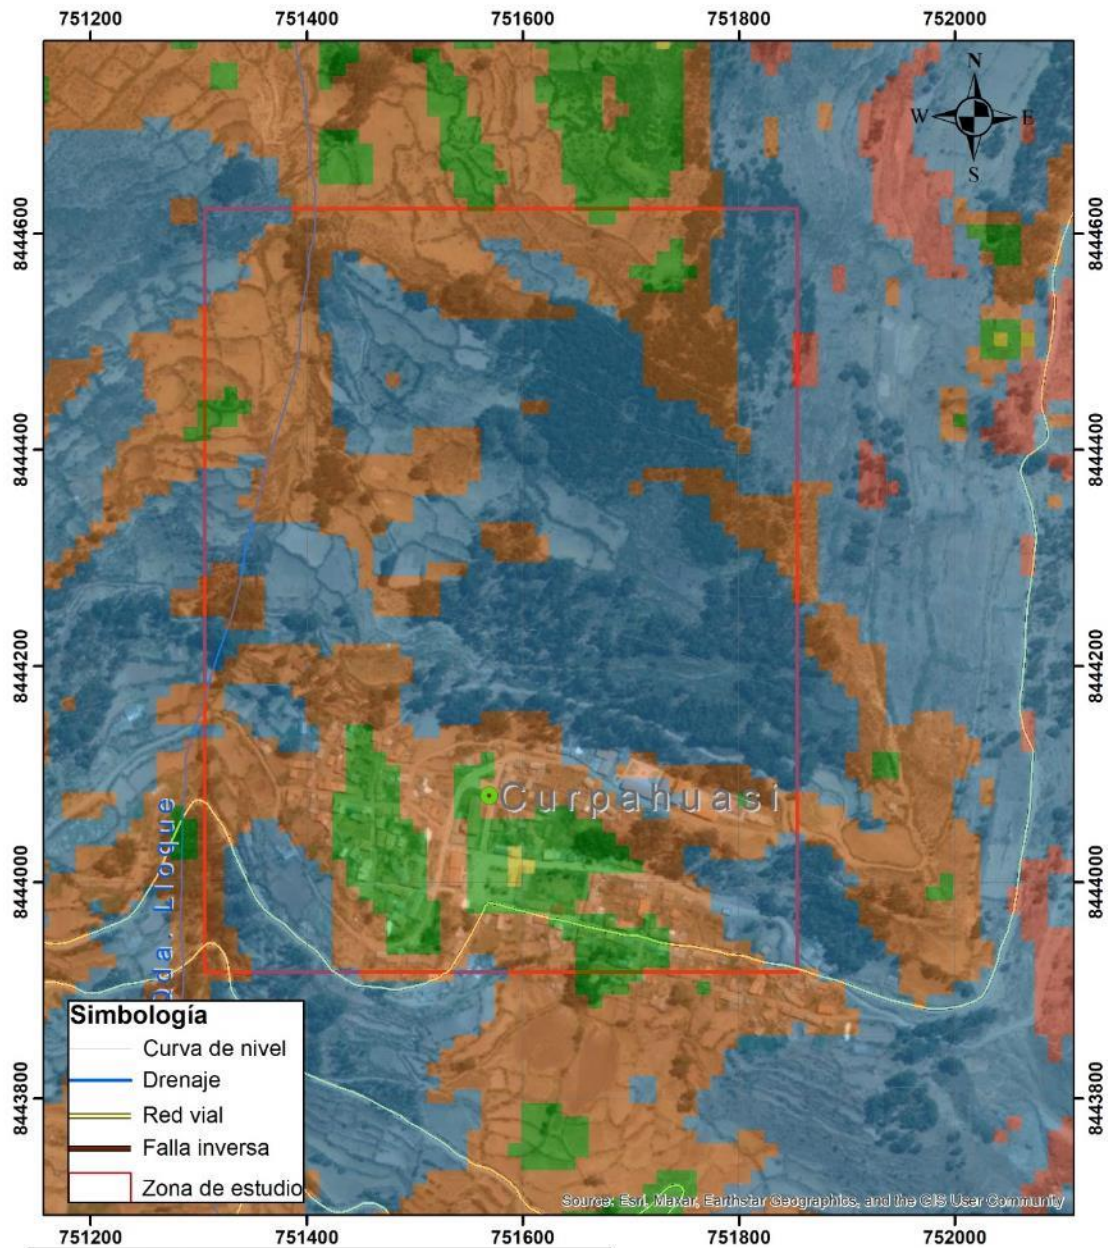 751200 751400 751600 751800 752000
N
W E
S
8444600 8444600
8444400 8444400
8444200 8444200
Curpahuasi
8444000 8444000
Qda. Lloque
8443800 8443800
Simbología
Curva de nivel
Drenaje
Red vial
Falla inversa
Zona de estudio
Source: Esri, Maxar, Earthstar Geographics, and the GIS User Community
751200 751400 751600 751800 752000